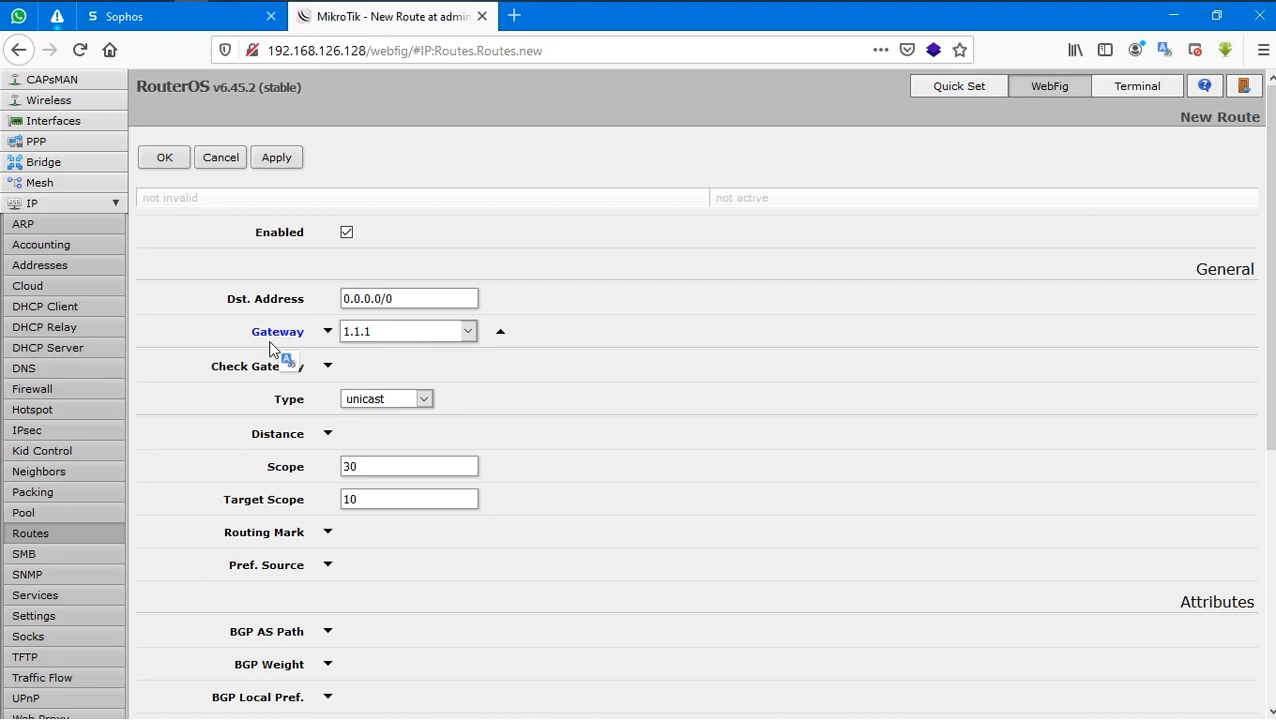 Sophos
MikroTik - New Route at admin
192.168.126.128/webfig/#IP:Routes.Routes.new
CAPsMAN
Wireless
Interfaces
PPP
Bridge
Mesh
IP
ARP
Accounting
Addresses
Cloud
DHCP Client
DHCP Relay
DHCP Server
DNS
Firewall
Hotspot
IPsec
Kid Control
Neighbors
Packing
Pool
Routes
SMB
SNMP
Services
Settings
Socks
TFTP
Traffic Flow
UPnP
Web Proxy
RouterOS v6.45.2 (stable)
Quick Set
WebFig
Terminal
New Route
OK
Cancel
Apply
not invalid
not active
Enabled
General
Dst. Address
0.0.0.0/0
Gateway
1.1.1
Check Gate y
Type
unicast
Distance
Scope
30
Target Scope
10
Routing Mark
Pref. Source
Attributes
BGP AS Path
BGP Weight
BGP Local Pref.